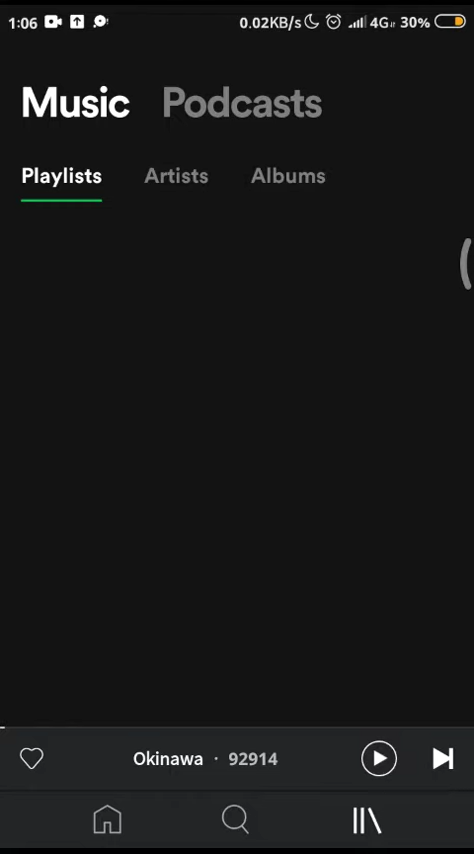 1:06 0.02KB/s 4G 30%
Music Podcasts
Playlists Artists Albums
Okinawa · 92914